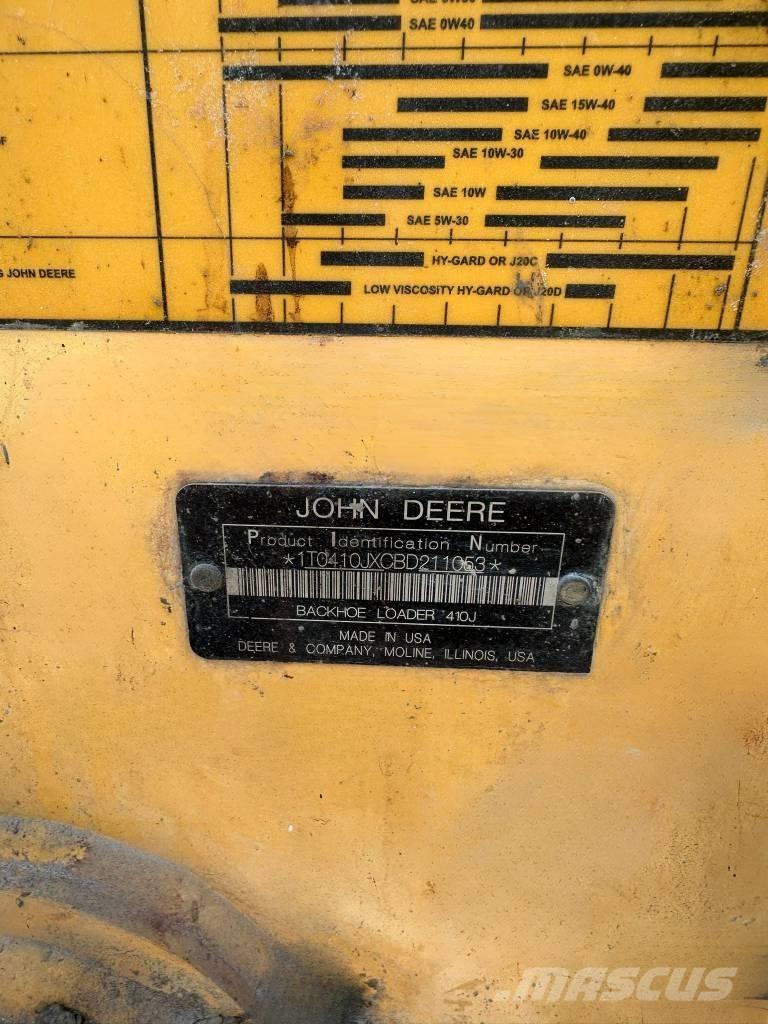 SAE 0W40
SAE 0W-40
SAE 15W-40
SAE 10W-40
SAE 10W-30
SAE 10W
SAE 5W-30
JOHN DEERE
HY-GARD OR J20C
LOW VISCOSITY HY-GARD OR J20D
JOHN DEERE
Product Identification Number
*1T0410JXCBD211053*
BACKHOE LOADER 410J
MADE IN USA
DEERE & COMPANY, MOLINE, ILLINOIS, USA
MASCUS